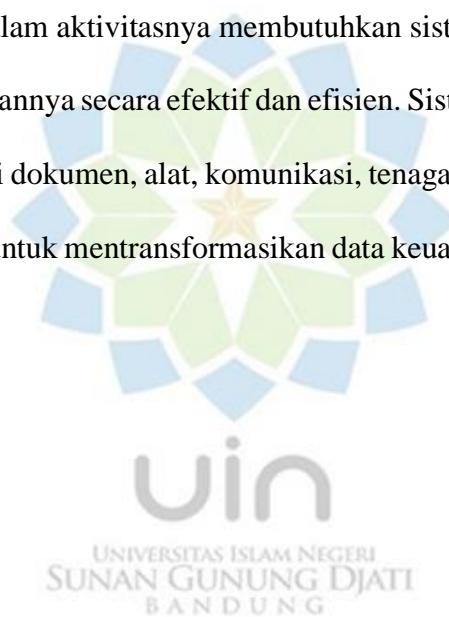 lam aktivitasnya membutuhkan sist
annya secara efektif dan efisien. Sist
i dokumen, alat, komunikasi, tenaga
untuk mentransformasikan data keua
uin
UNIVERSITAS ISLAM NEGERI
SUNAN GUNUNG DJATI
BANDUNG